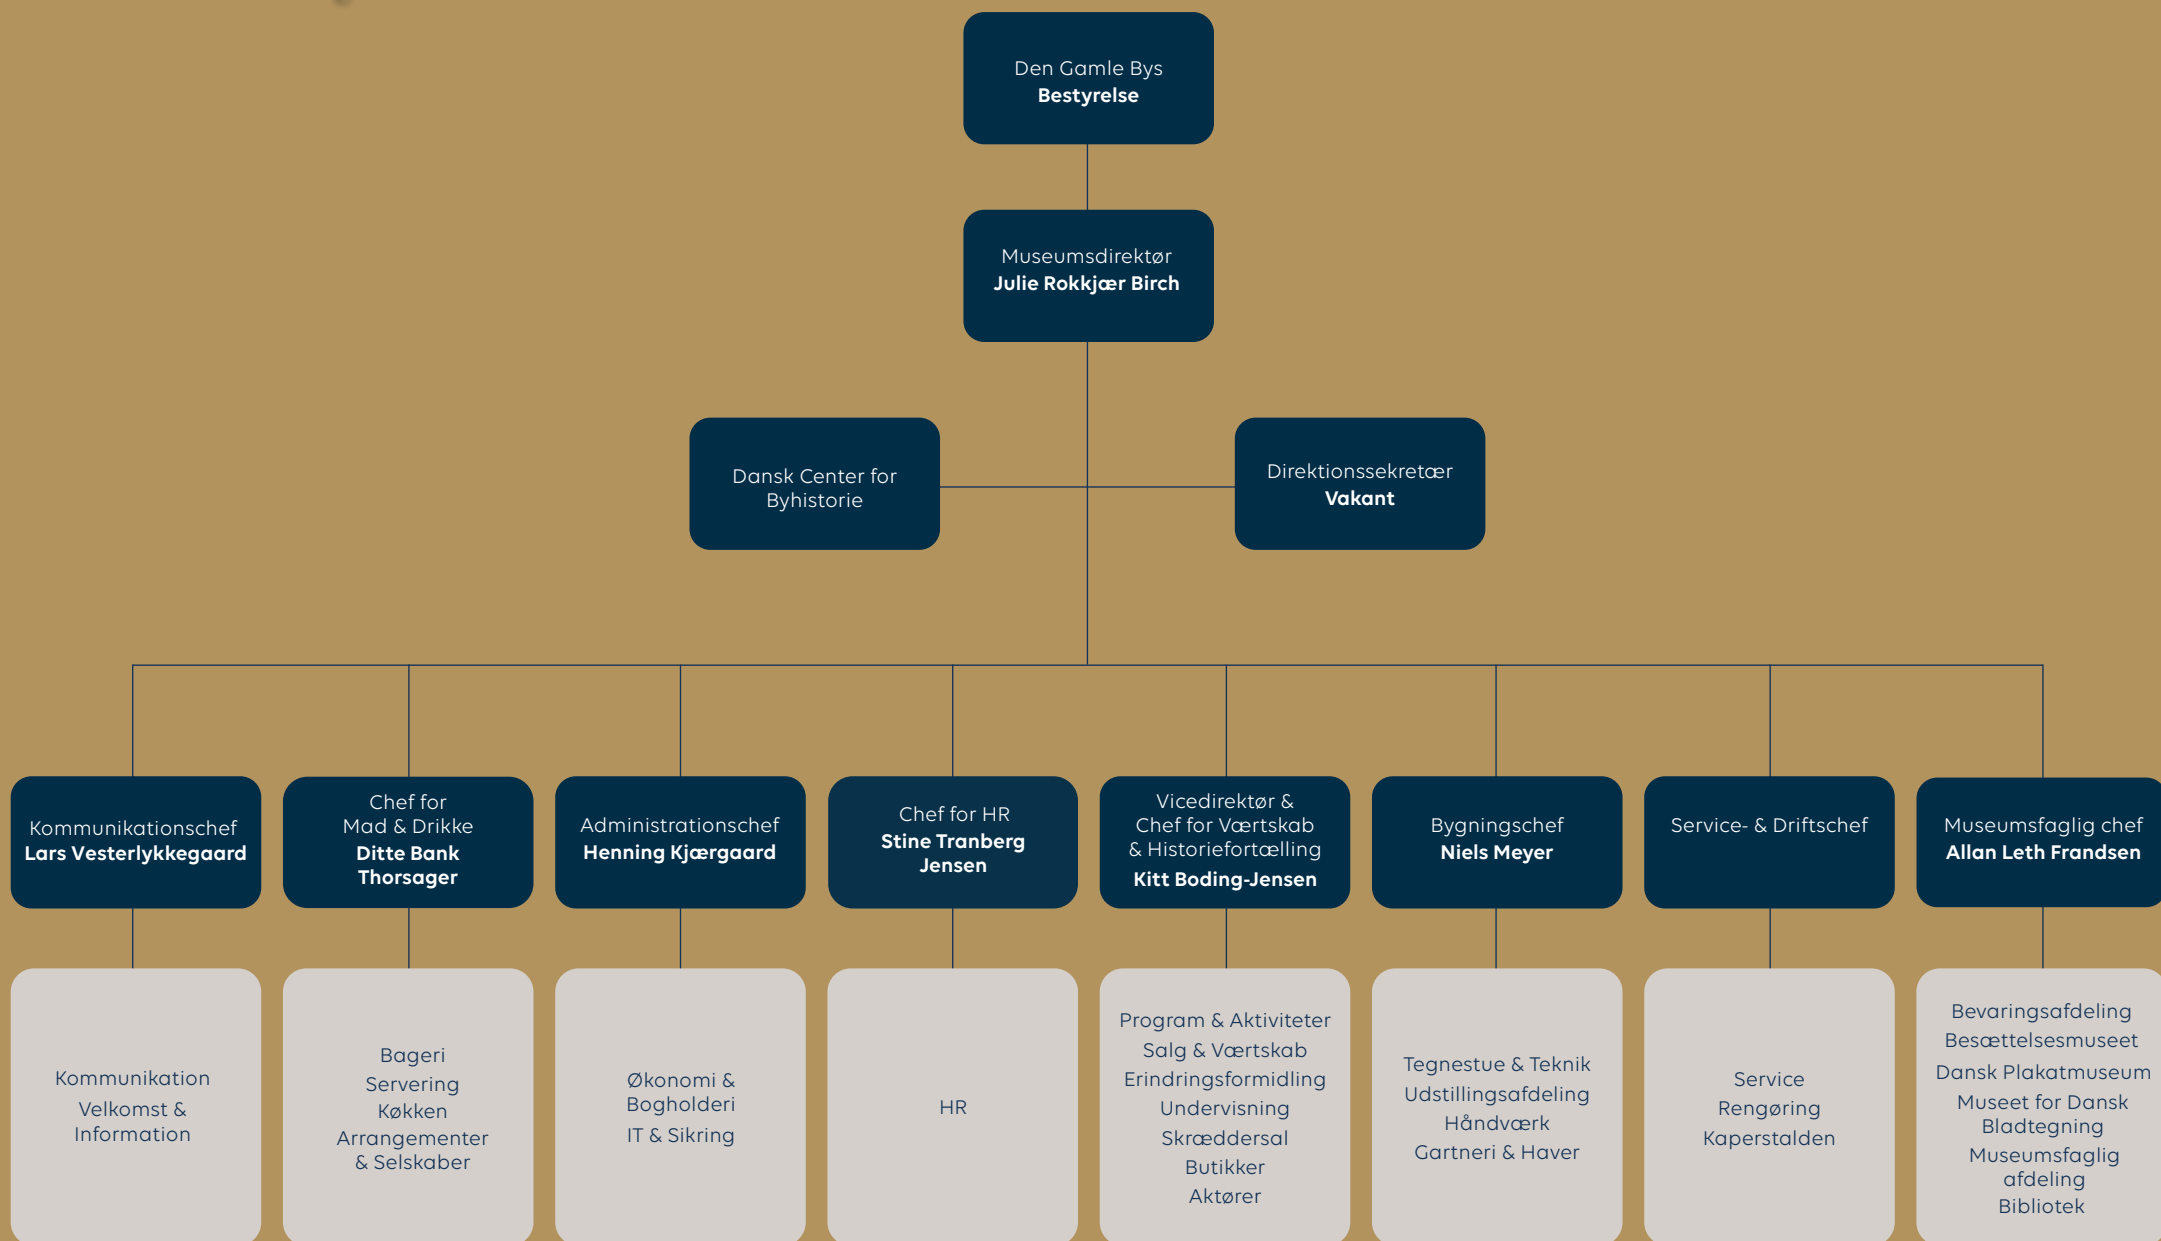 Den Gamle Bys
Bestyrelse
Museumsdirektør
Julie Rokkjær Birch
Dansk Center for
Byhistorie
Direktionssekretær
Vakant
Kommunikationschef
Lars Vesterlykkegaard
Chef for
Mad & Drikke
Ditte Bank
Thorsager
Administrationschef
Henning Kjærgaard
Chef for HR
Stine Tranberg
Jensen
Vicedirektør &
Chef for Værtskab
& Historiefortælling
Kitt Boding-Jensen
Bygningschef
Niels Meyer
Service- & Driftschef
Museumsfaglig chef
Allan Leth Frandsen
Kommunikation
Velkomst &
Information
Bageri
Servering
Køkken
Arrangementer
& Selskaber
Økonomi &
Bogholderi
IT & Sikring
HR
Program & Aktiviteter
Salg & Værtskab
Erindringsformidling
Undervisning
Skræddersal
Butikker
Aktører
Tegnestue & Teknik
Udstillingsafdeling
Håndværk
Gartneri & Haver
Service
Rengøring
Kaperstalden
Bevaringsafdeling
Besættelsesmuseet
Dansk Plakatmuseum
Museet for Dansk
Bladtegning
Museumsfaglig
afdeling
Bibliotek